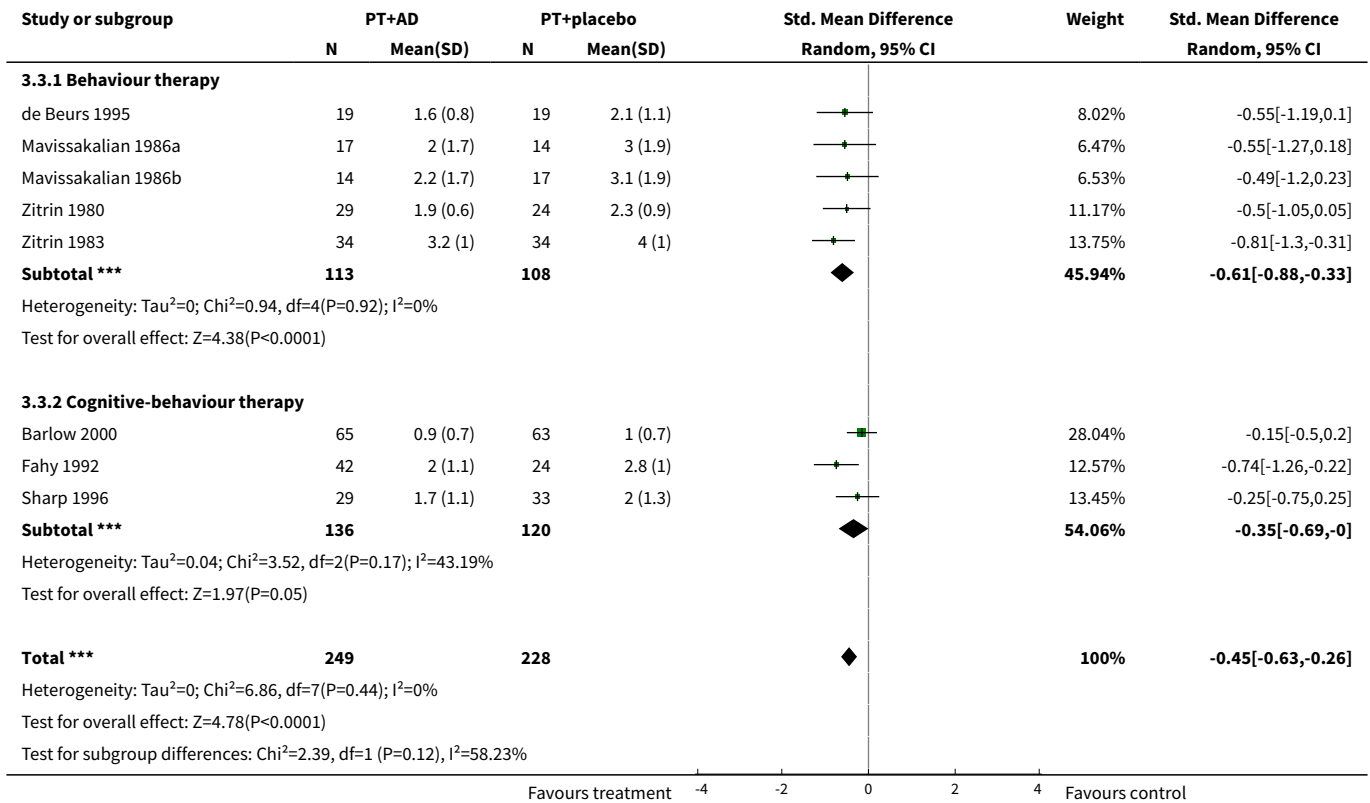 Study or subgroup PT+AD PT+placebo Std. Mean Difference Weight Std. Mean Difference
N Mean(SD) N Mean(SD) Random, 95% CI Random, 95% CI
3.3.1 Behaviour therapy
de Beurs 1995 19 1.6 (0.8) 19 2.1 (1.1) 8.02% -0.55[-1.19,0.1]
Mavissakalian 1986a 17 2 (1.7) 14 3 (1.9) 6.47% -0.55[-1.27,0.18]
Mavissakalian 1986b 14 2.2 (1.7) 17 3.1 (1.9) 6.53% -0.49[-1.2,0.23]
Zitrin 1980 29 1.9 (0.6) 24 2.3 (0.9) 11.17% -0.5[-1.05,0.05]
Zitrin 1983 34 3.2 (1) 34 4 (1) 13.75% -0.81[-1.3,-0.31]
Subtotal *** 113 108 45.94% -0.61[-0.88,-0.33]
Heterogeneity: Tau²=0; Chi²=0.94, df=4(P=0.92); I²=0%
Test for overall effect: Z=4.38(P<0.0001)
3.3.2 Cognitive-behaviour therapy
Barlow 2000 65 0.9 (0.7) 63 1 (0.7) 28.04% -0.15[-0.5,0.2]
Fahy 1992 42 2 (1.1) 24 2.8 (1) 12.57% -0.74[-1.26,-0.22]
Sharp 1996 29 1.7 (1.1) 33 2 (1.3) 13.45% -0.25[-0.75,0.25]
Subtotal *** 136 120 54.06% -0.35[-0.69,-0]
Heterogeneity: Tau²=0.04; Chi²=3.52, df=2(P=0.17); I²=43.19%
Test for overall effect: Z=1.97(P=0.05)
Total *** 249 228 100% -0.45[-0.63,-0.26]
Heterogeneity: Tau²=0; Chi²=6.86, df=7(P=0.44); I²=0%
Test for overall effect: Z=4.78(P<0.0001)
Test for subgroup differences: Chi²=2.39, df=1 (P=0.12), I²=58.23%
Favours treatment -4 -2 0 2 4 Favours control